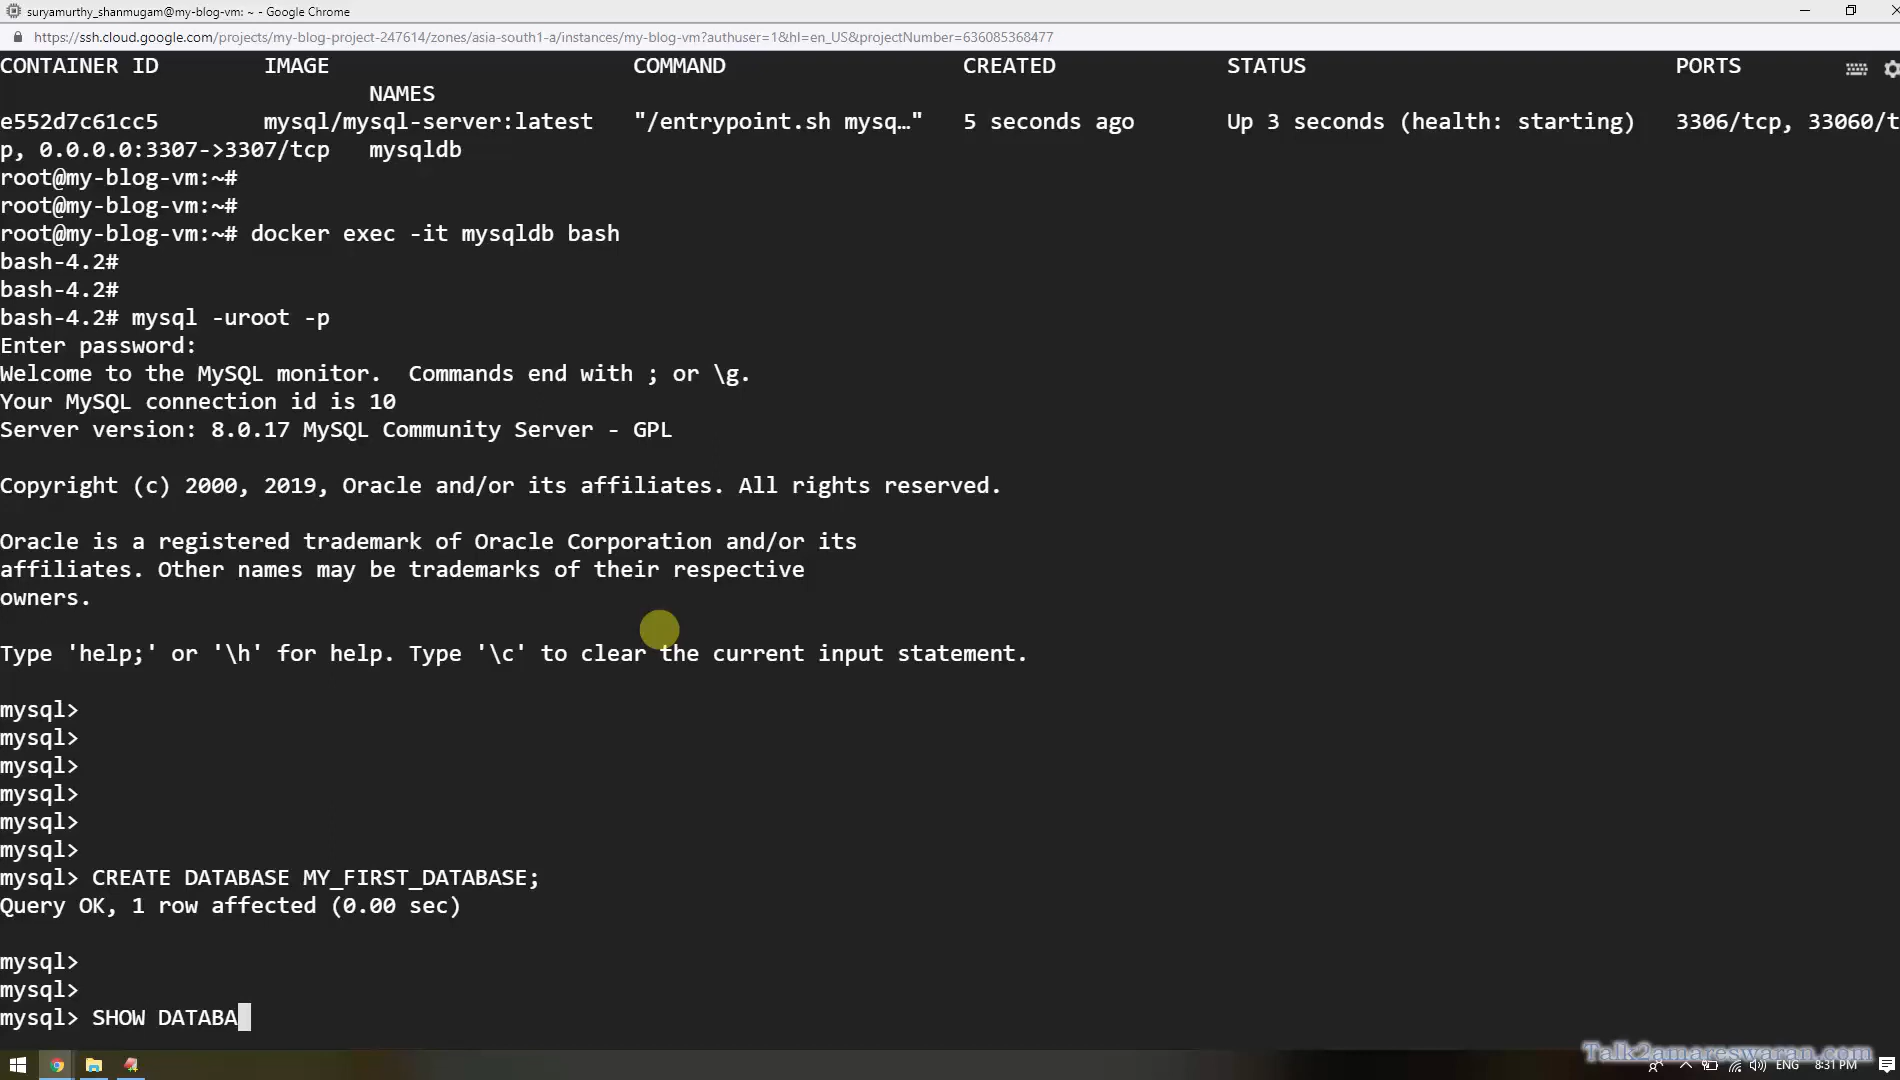 suryamurthy_shanmugam@my-blog-vm: ~ - Google Chrome
https://ssh.cloud.google.com/projects/my-blog-project-247614/zones/asia-south1-a/instances/my-blog-vm?authuser=1&hl=en_US&projectNumber=636085368477
CONTAINER ID IMAGE COMMAND CREATED STATUS PORTS
NAMES
e552d7c61cc5 mysql/mysql-server:latest "/entrypoint.sh mysq…" 5 seconds ago Up 3 seconds (health: starting) 3306/tcp, 33060/t
p, 0.0.0.0:3307->3307/tcp mysqldb
root@my-blog-vm:~#
root@my-blog-vm:~#
root@my-blog-vm:~# docker exec -it mysqldb bash
bash-4.2#
bash-4.2#
bash-4.2# mysql -uroot -p
Enter password:
Welcome to the MySQL monitor. Commands end with ; or \g.
Your MySQL connection id is 10
Server version: 8.0.17 MySQL Community Server - GPL
Copyright (c) 2000, 2019, Oracle and/or its affiliates. All rights reserved.
Oracle is a registered trademark of Oracle Corporation and/or its
affiliates. Other names may be trademarks of their respective
owners.
Type 'help;' or '\h' for help. Type '\c' to clear the current input statement.
mysql>
mysql>
mysql>
mysql>
mysql>
mysql>
mysql> CREATE DATABASE MY_FIRST_DATABASE;
Query OK, 1 row affected (0.00 sec)
mysql>
mysql>
mysql> SHOW DATABA
Talk2amareswaran.com
ENG 8:31 PM